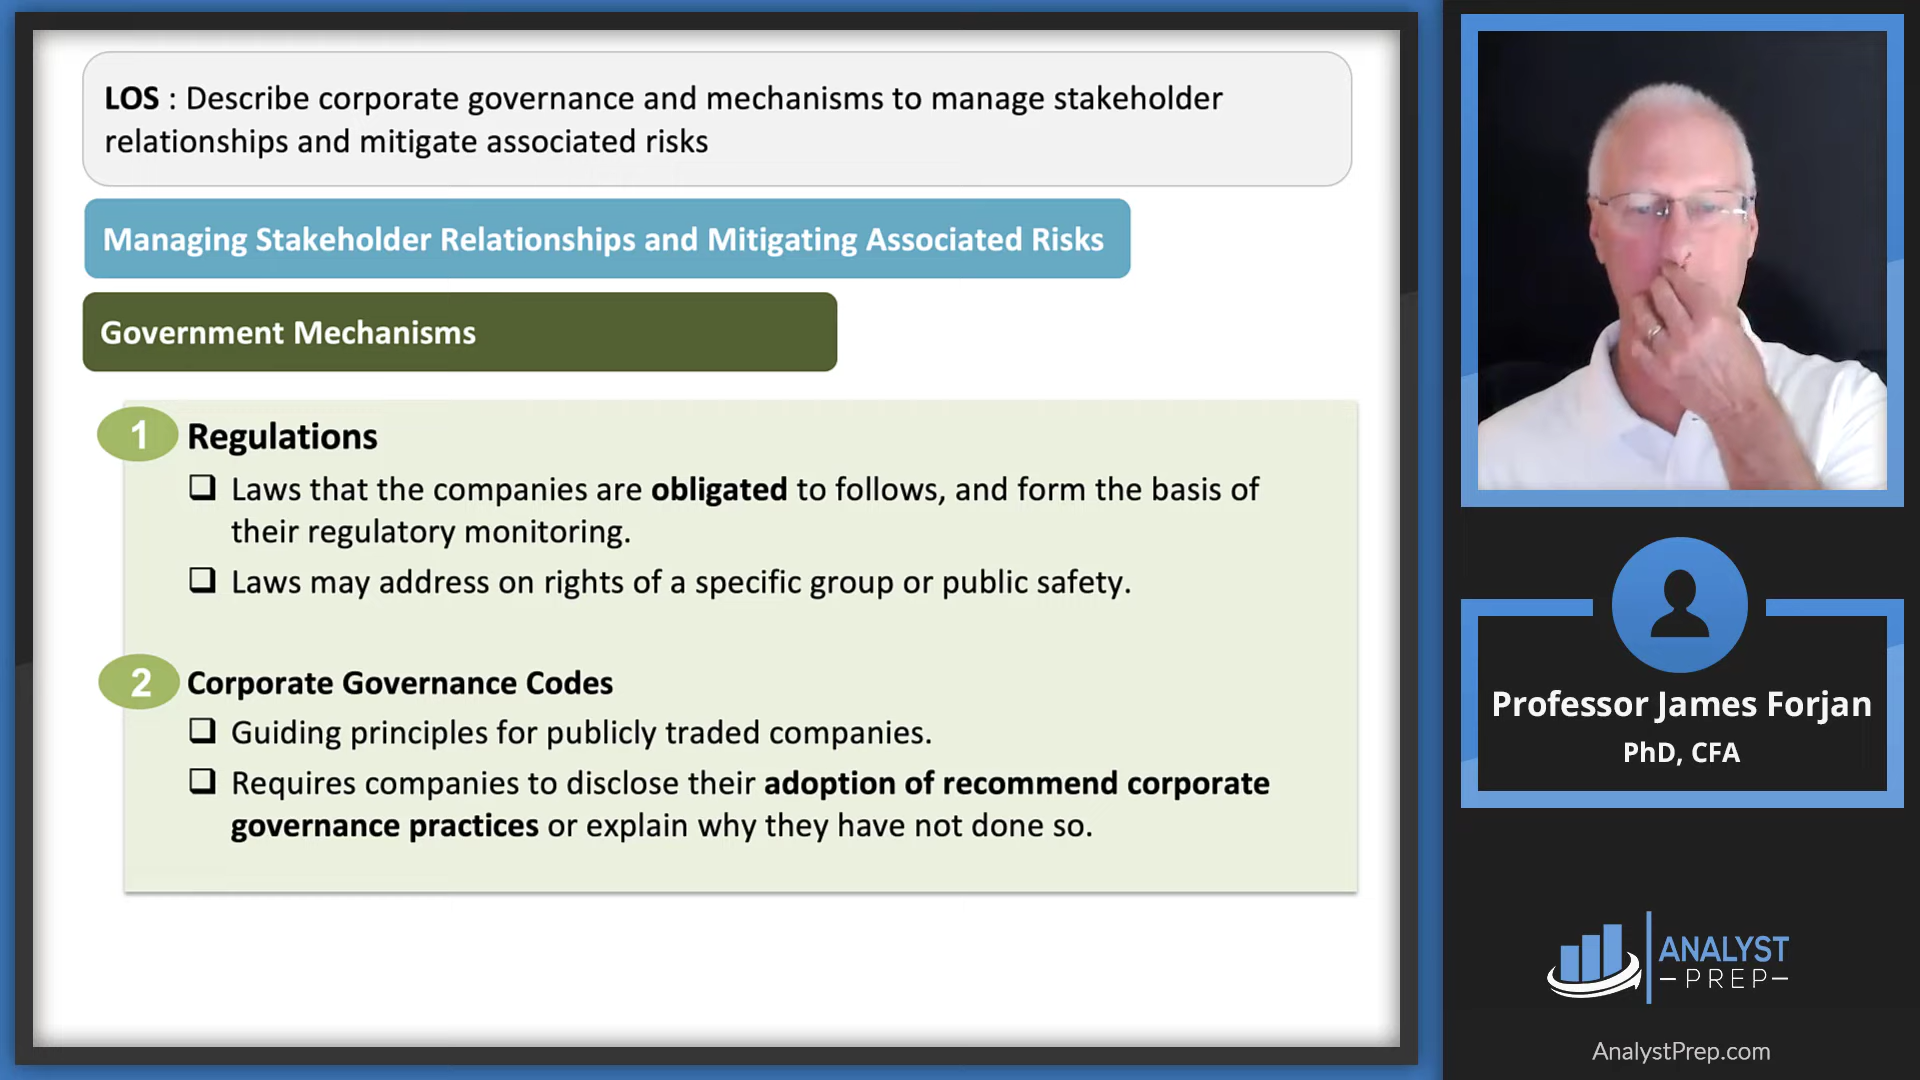 LOS : Describe corporate governance and mechanisms to manage stakeholder
relationships and mitigate associated risks
Managing Stakeholder Relationships and Mitigating Associated Risks
Government Mechanisms
1 Regulations
Laws that the companies are obligated to follows, and form the basis of
their regulatory monitoring.
Laws may address on rights of a specific group or public safety.
2 Corporate Governance Codes
Guiding principles for publicly traded companies.
Requires companies to disclose their adoption of recommend corporate
governance practices or explain why they have not done so.
Professor James Forjan
PhD, CFA
ANALYST
PREP
AnalystPrep.com